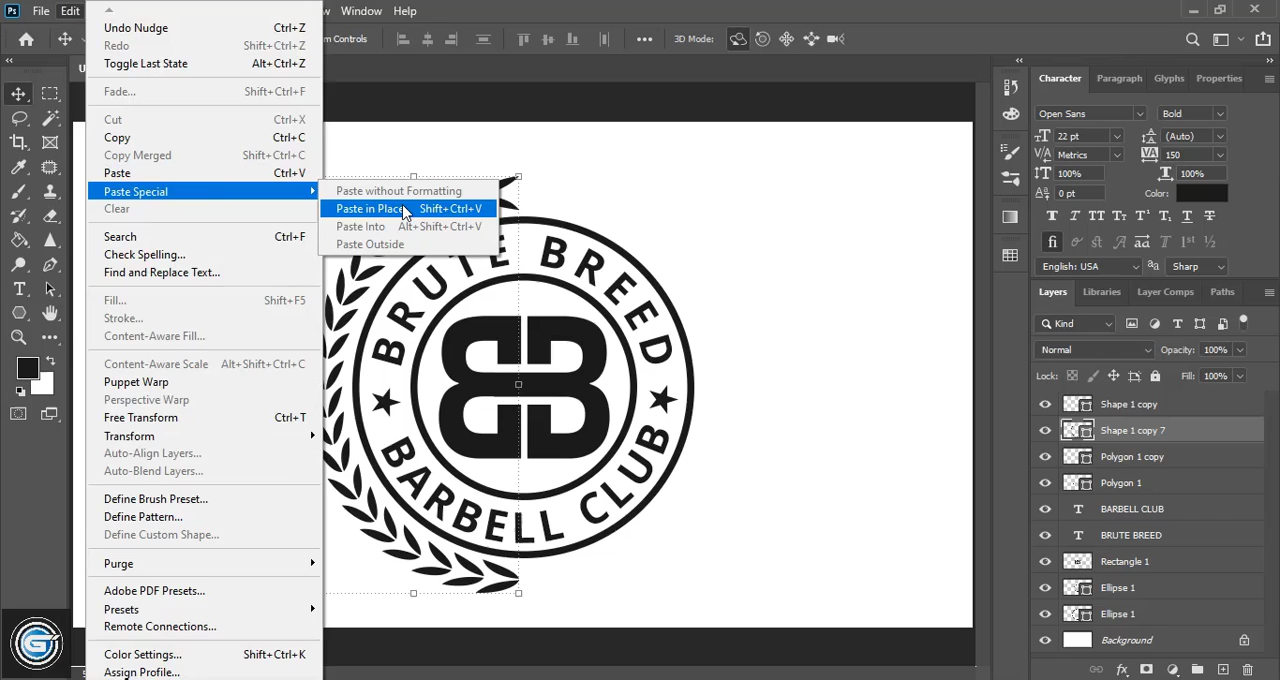 Ps File Edit w Window Help
Undo Nudge Ctrl+Z
Redo Shift+Ctrl+Z
Toggle Last State Alt+Ctrl+Z
Fade... Shift+Ctrl+F
Cut Ctrl+X
Copy Ctrl+C
Copy Merged Shift+Ctrl+C
Paste Ctrl+V
Paste Special
Clear
Search Ctrl+F
Check Spelling...
Find and Replace Text...
Fill... Shift+F5
Stroke...
Content-Aware Fill...
Content-Aware Scale Alt+Shift+Ctrl+C
Puppet Warp
Perspective Warp
Free Transform Ctrl+T
Transform
Auto-Align Layers...
Auto-Blend Layers...
Define Brush Preset...
Define Pattern...
Define Custom Shape...
Purge
Adobe PDF Presets...
Presets
Remote Connections...
Color Settings... Shift+Ctrl+K
Assign Profile...
Paste without Formatting
Paste in Place Shift+Ctrl+V
Paste Into Alt+Shift+Ctrl+V
Paste Outside
m Controls
3D Mode:
BRUTE BREED
BB
BARBELL CLUB
Character Paragraph Glyphs Properties
Open Sans Bold
22 pt (Auto)
Metrics 150
100% 100%
0 pt Color:
English: USA Sharp
Layers Libraries Layer Comps Paths
Kind
Normal Opacity: 100%
Lock: Fill: 100%
Shape 1 copy
Shape 1 copy 7
Polygon 1 copy
Polygon 1
BARBELL CLUB
BRUTE BREED
Rectangle 1
Ellipse 1
Ellipse 1
Background